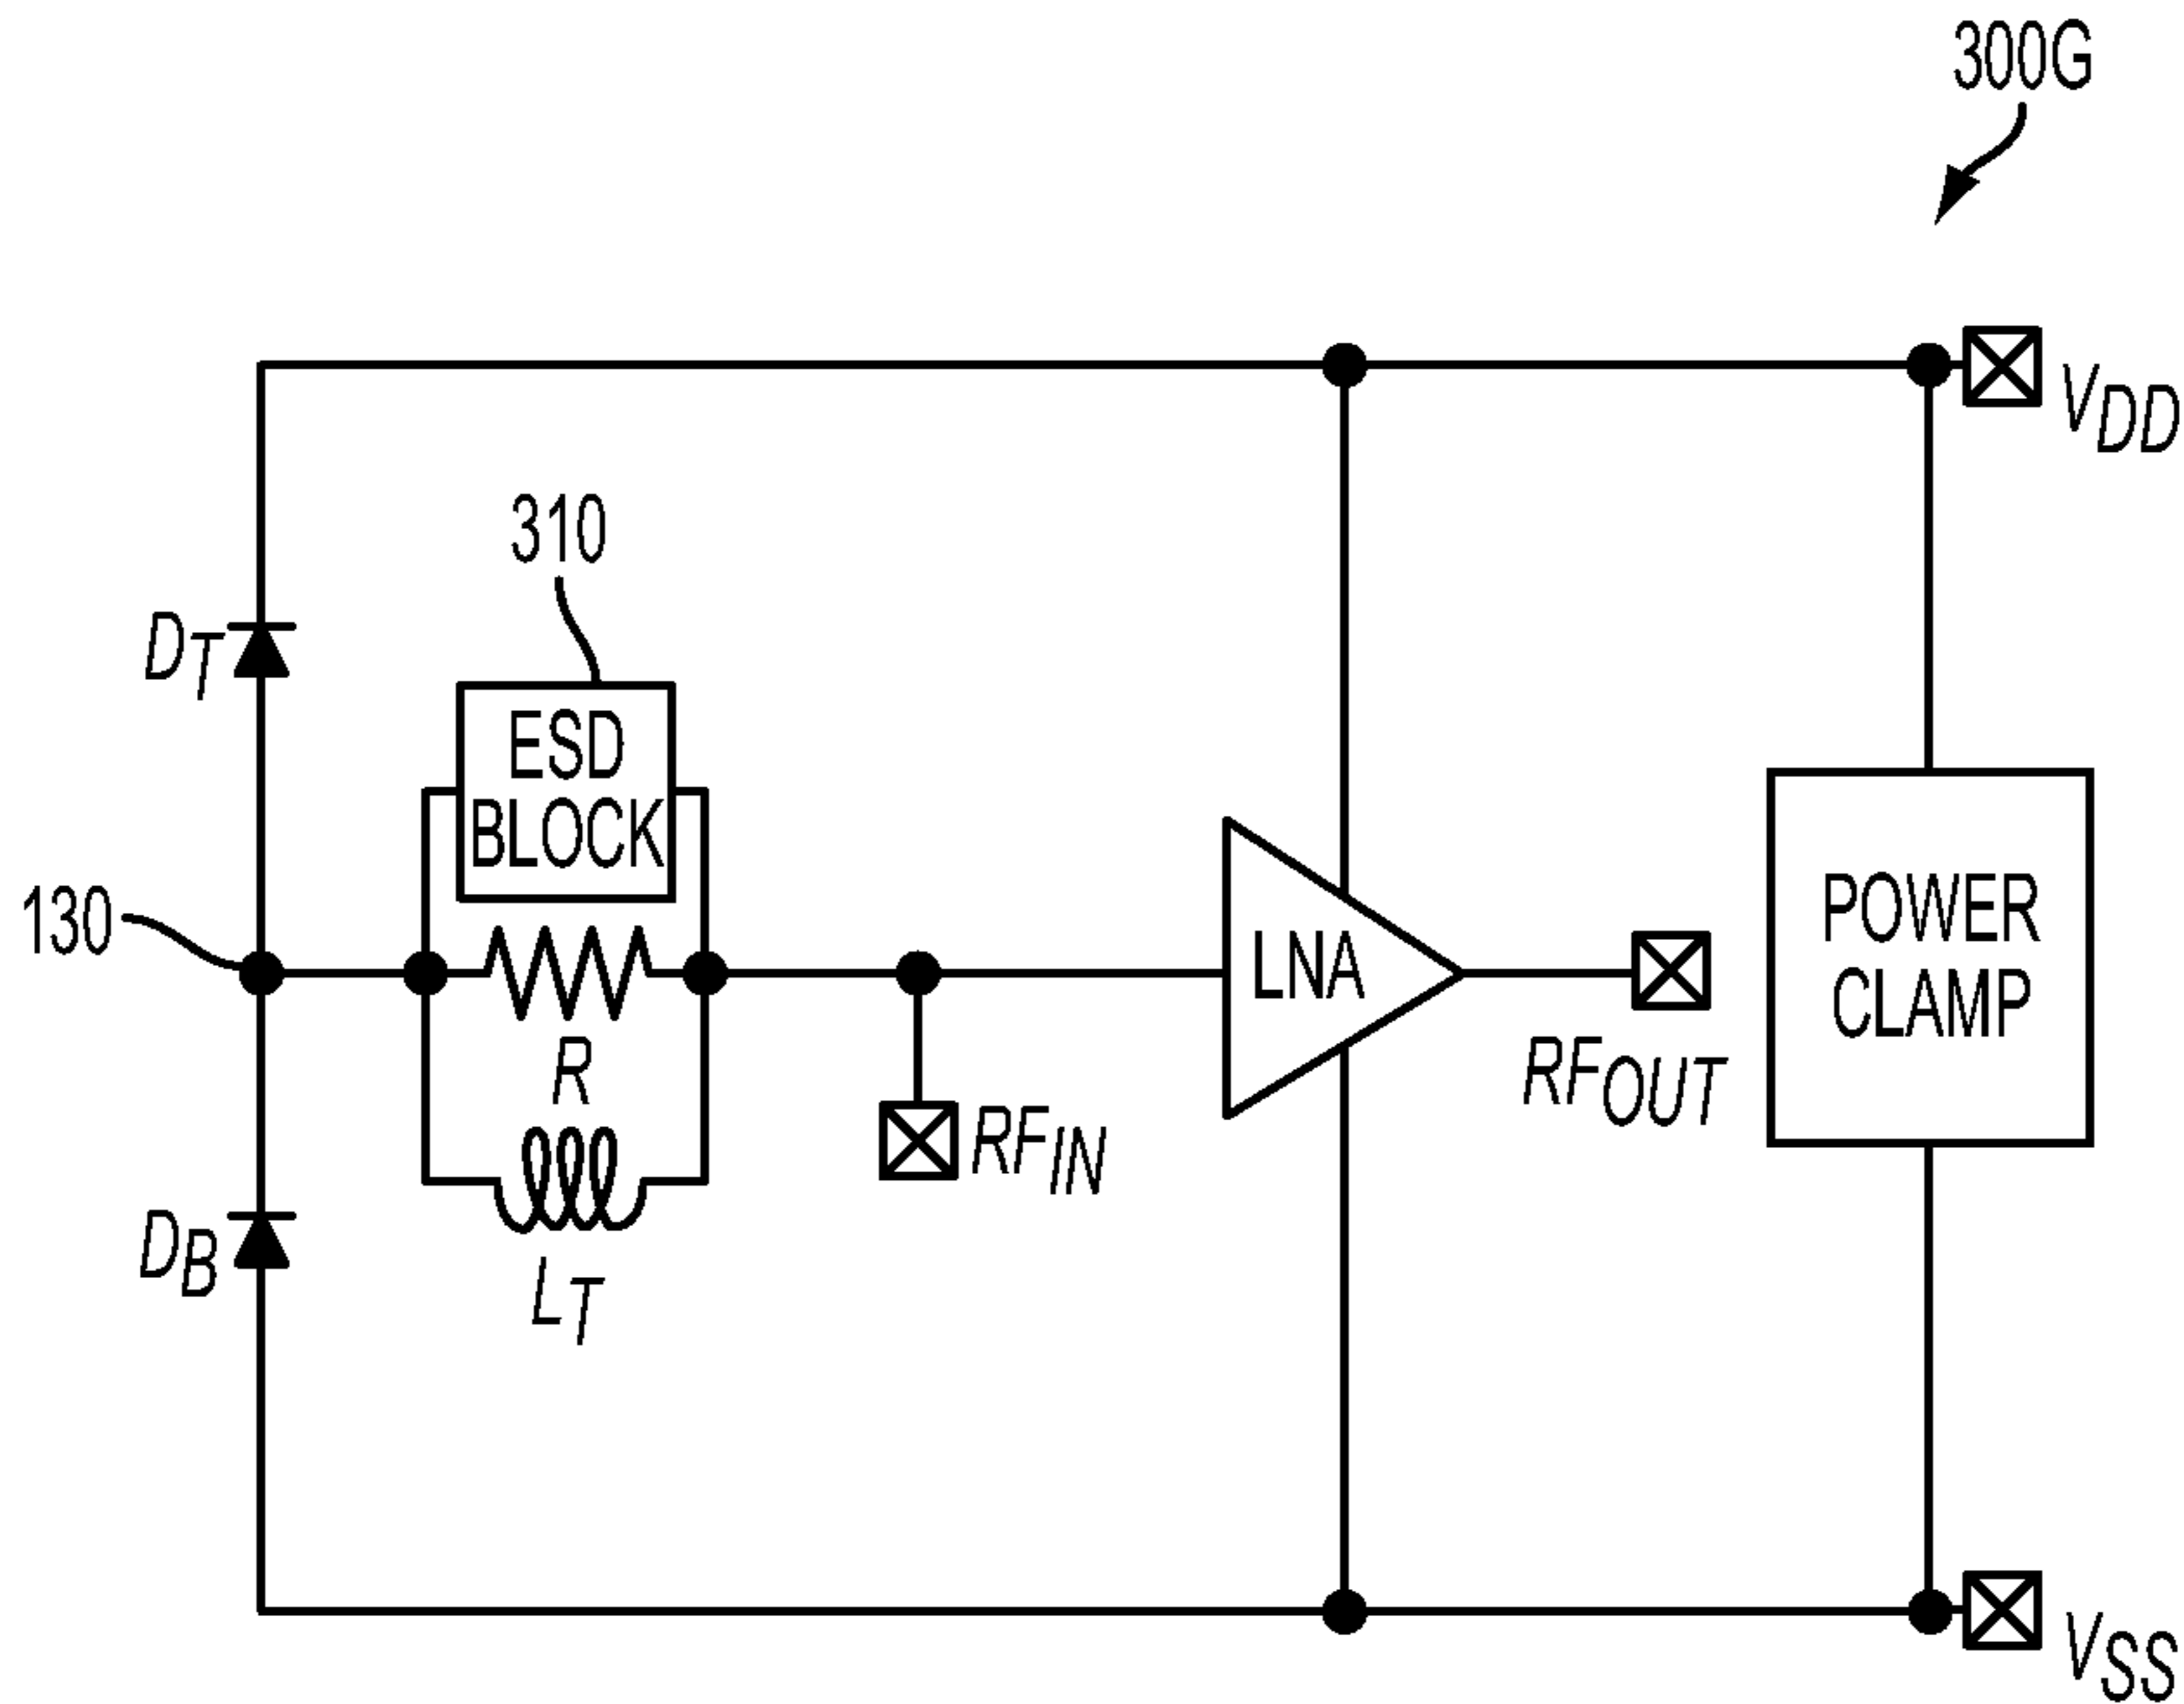 300G
VDD
310
DT
ESD
BLOCK
130
POWER
CLAMP
LNA
R
RFIN
RFOUT
DB
LT
VSS